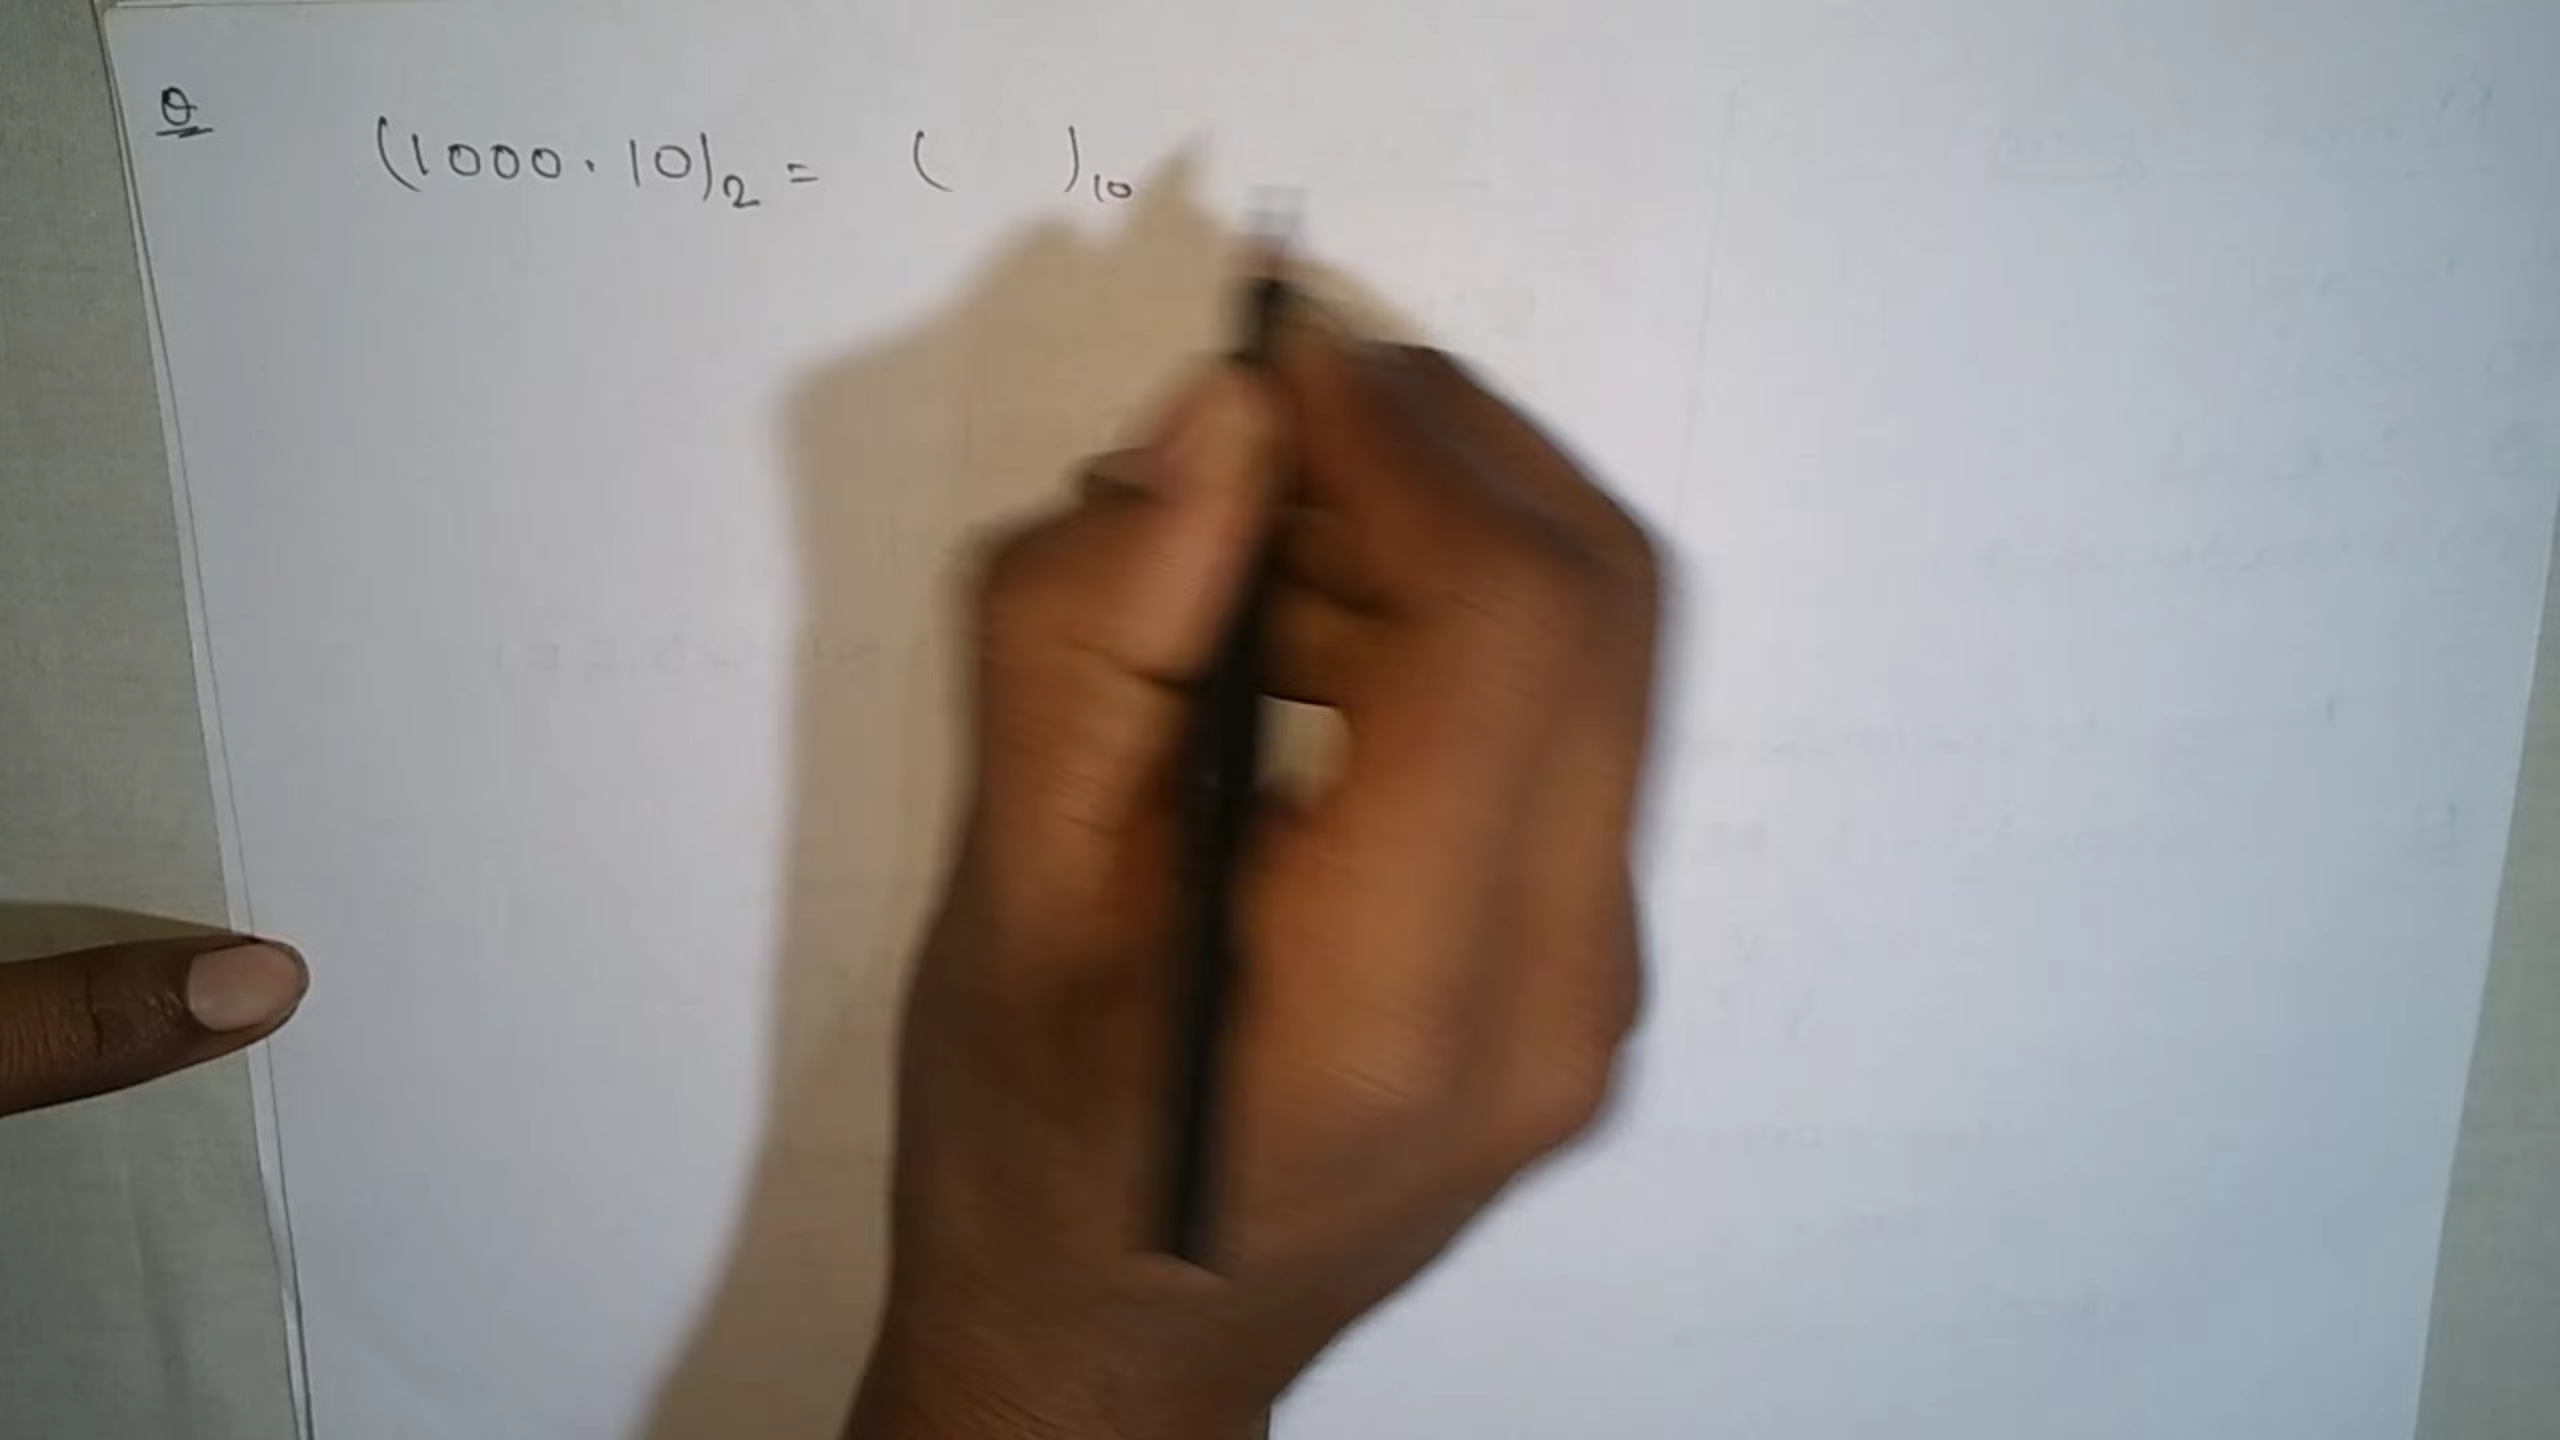 Q
(1000.10)₂ = ( )₁₀